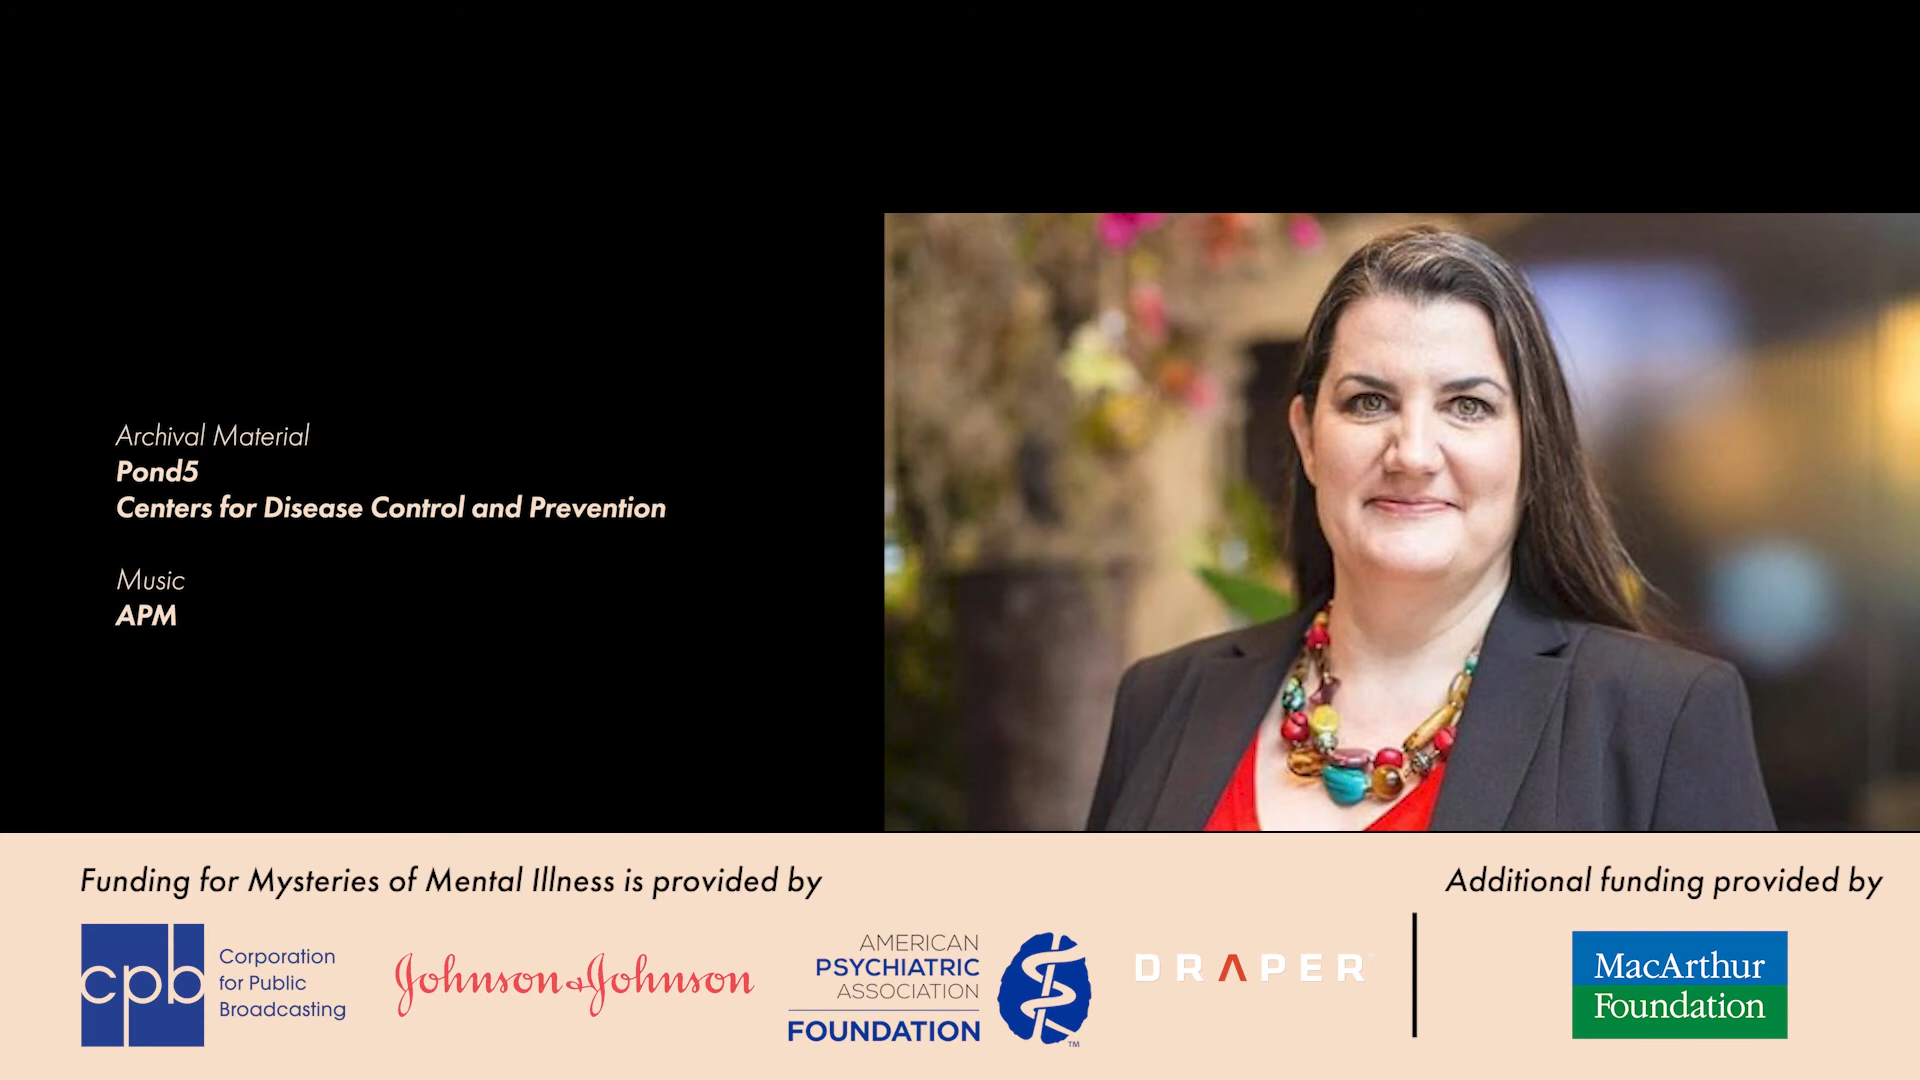 Archival Material
Pond5
Centers for Disease Control and Prevention
Music
APM
Funding for Mysteries of Mental Illness is provided by
cpb
Corporation
for Public
Broadcasting
Johnson & Johnson
AMERICAN
PSYCHIATRIC
ASSOCIATION
FOUNDATION
TM
DRAPER
Additional funding provided by
MacArthur
Foundation